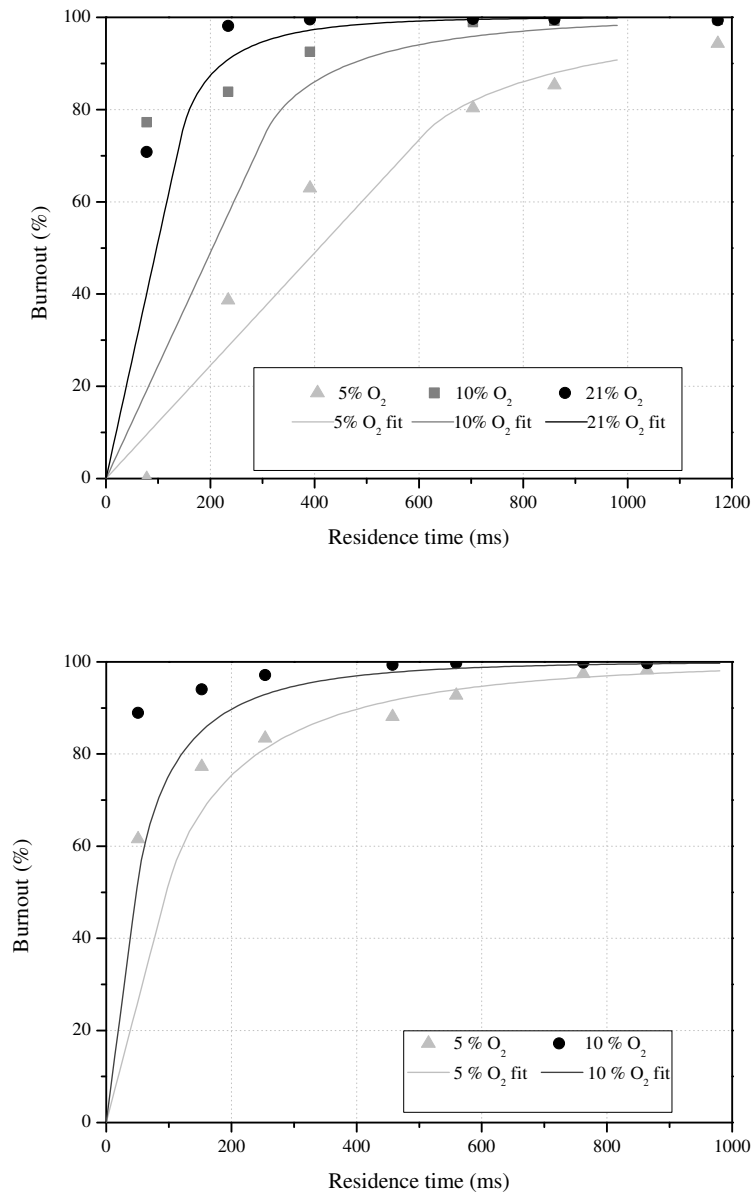 100
80
60
40
20
0
Burnout (%)
5% O2 10% O2 21% O2
5% O2 fit 10% O2 fit 21% O2 fit
0 200 400 600 800 1000 1200
Residence time (ms)
100
80
60
40
20
0
Burnout (%)
5 % O2 10 % O2
5 % O2 fit 10 % O2 fit
0 200 400 600 800 1000
Residence time (ms)